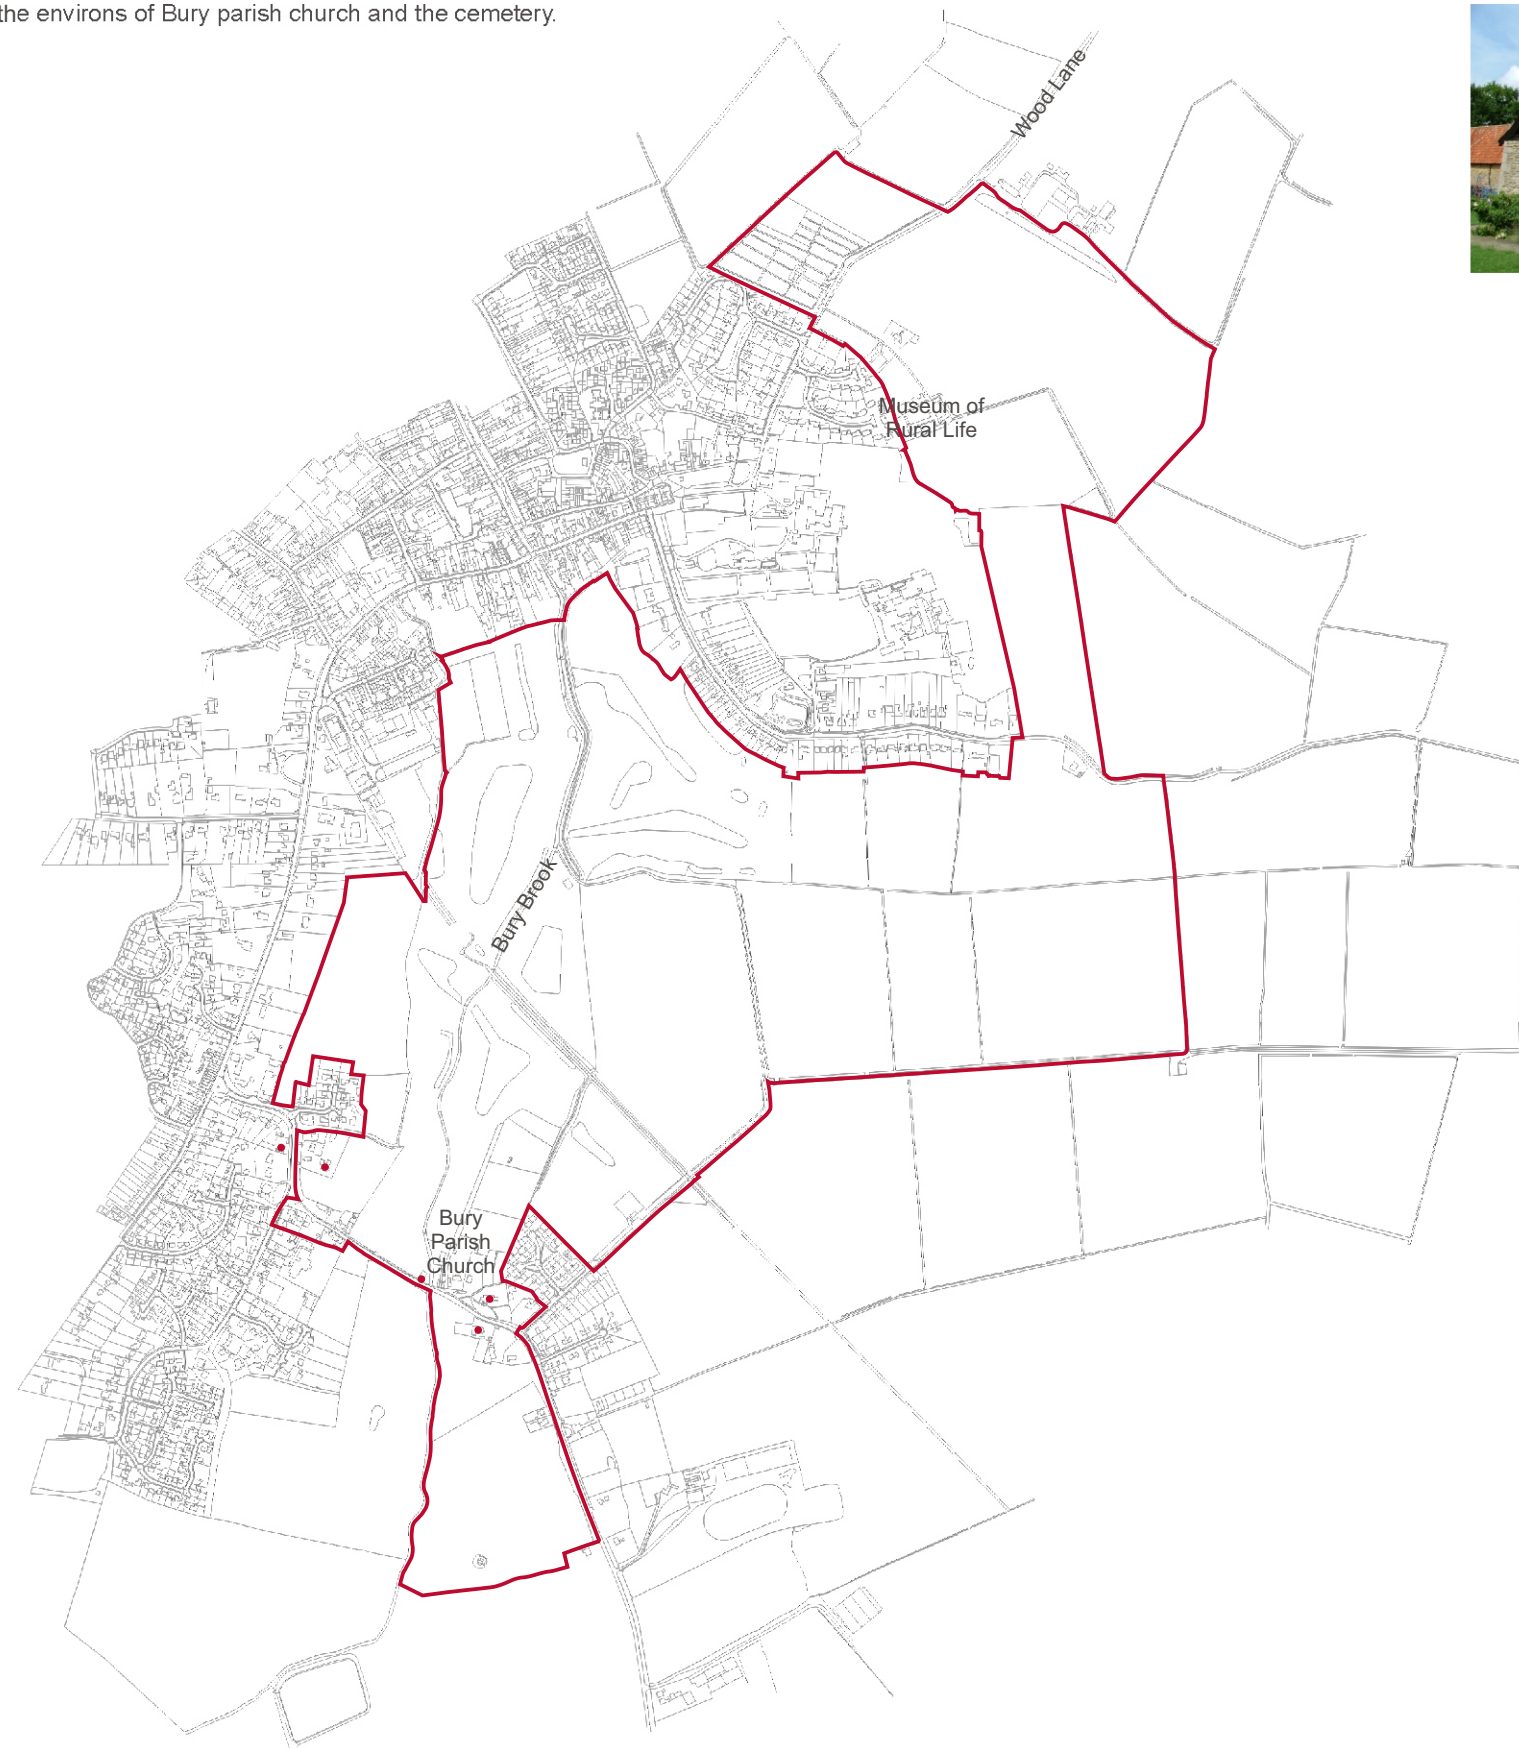 the environs of Bury parish church and the cemetery.
Wood Lane
Museum of
Rural Life
Bury Brook
Bury
Parish
Church